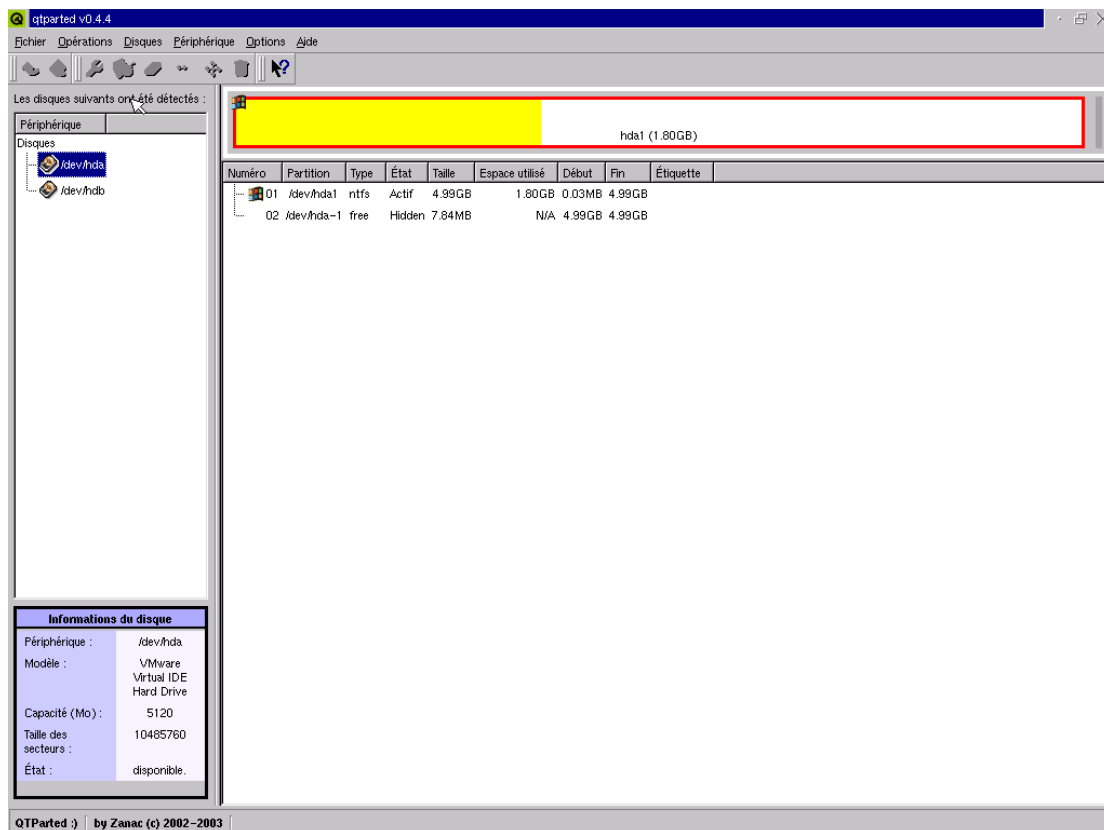 qtparted v0.4.4
Fichier Opérations Disques Périphérique Options Aide
Les disques suivants ont été détectés :
Périphérique
Disques
/dev/hda
/dev/hdb
hda1 (1.80GB)
Numéro Partition Type État Taille Espace utilisé Début Fin Étiquette
01 /dev/hda1 ntfs Actif 4.99GB 1.80GB 0.03MB 4.99GB
02 /dev/hda-1 free Hidden 7.84MB N/A 4.99GB 4.99GB
Informations du disque
Périphérique : /dev/hda
Modèle : VMware
Virtual IDE
Hard Drive
Capacité (Mo) : 5120
Taille des 10485760
secteurs :
État : disponible.
QTParted :) by Zanac (c) 2002-2003